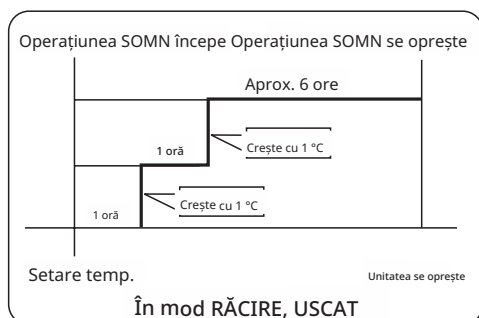 Operațiunea SOMN începe Operațiunea SOMN se oprește
Aprox. 6 ore
1 oră
Crește cu 1 °C
1 oră
Crește cu 1 °C
Setare temp.
Unitatea se oprește
În mod RĂCIRE, USCAT